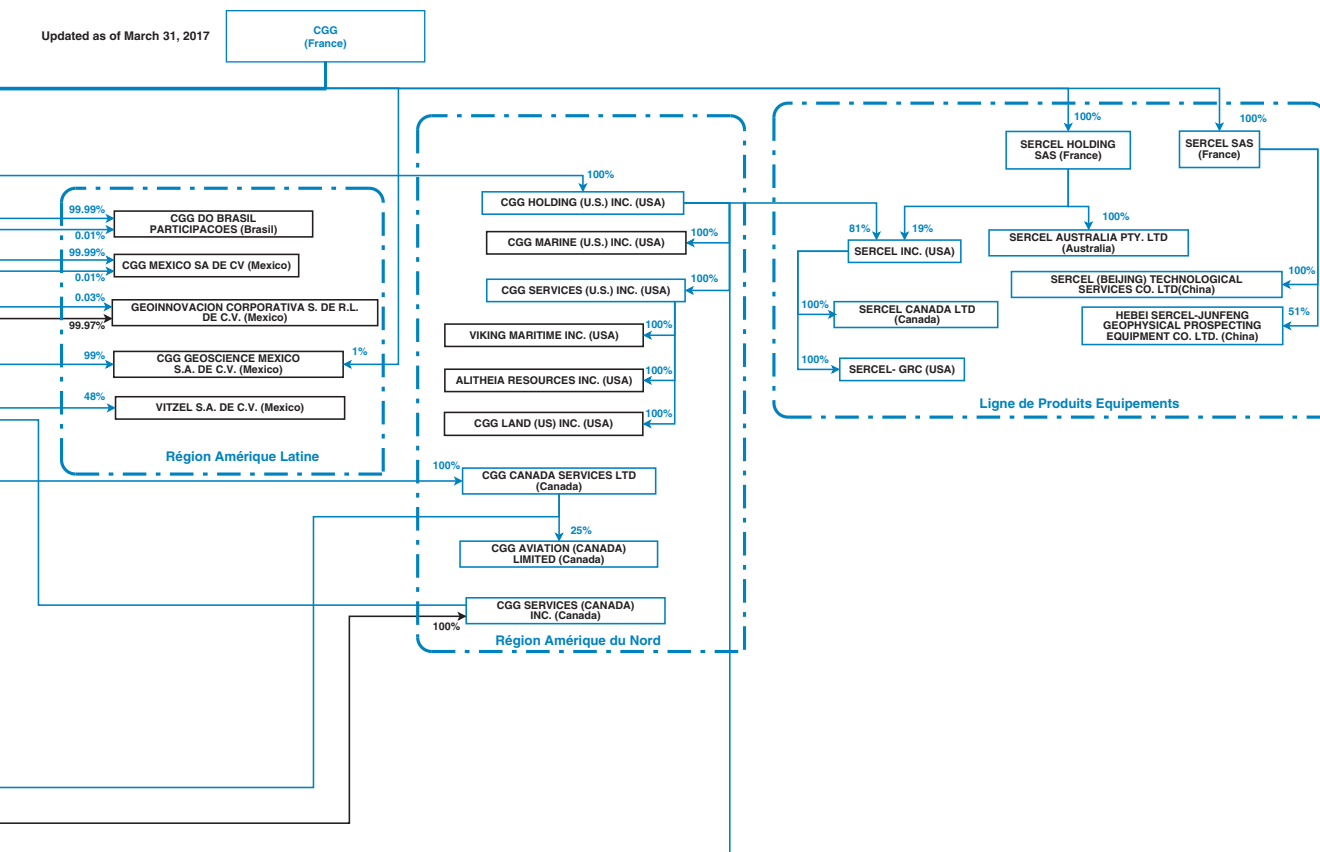 Updated as of March 31, 2017
CGG
(France)
100%
SERCEL HOLDING
SAS (France)
100%
SERCEL SAS
(France)
100%
CGG HOLDING (U.S.) INC. (USA)
99.99%
CGG DO BRASIL
PARTICIPACOES (Brasil)
0.01%
99.99%
CGG MEXICO SA DE CV (Mexico)
0.01%
0.03%
GEOINNOVACION CORPORATIVA S. DE R.L.
DE C.V. (Mexico)
99.97%
99%
CGG GEOSCIENCE MEXICO
S.A. DE C.V. (Mexico)
1%
48%
VITZEL S.A. DE C.V. (Mexico)
Région Amérique Latine
CGG MARINE (U.S.) INC. (USA)
100%
CGG SERVICES (U.S.) INC. (USA)
100%
VIKING MARITIME INC. (USA)
100%
ALITHEIA RESOURCES INC. (USA)
100%
CGG LAND (US) INC. (USA)
100%
100%
CGG CANADA SERVICES LTD
(Canada)
25%
CGG AVIATION (CANADA)
LIMITED (Canada)
CGG SERVICES (CANADA)
INC. (Canada)
100%
Région Amérique du Nord
81%
19%
SERCEL INC. (USA)
100%
SERCEL AUSTRALIA PTY. LTD
(Australia)
SERCEL (BEIJING) TECHNOLOGICAL
SERVICES CO. LTD(China)
100%
100%
SERCEL CANADA LTD
(Canada)
HEBEI SERCEL-JUNFENG
GEOPHYSICAL PROSPECTING
EQUIPMENT CO. LTD. (China)
51%
100%
SERCEL- GRC (USA)
Ligne de Produits Equipements